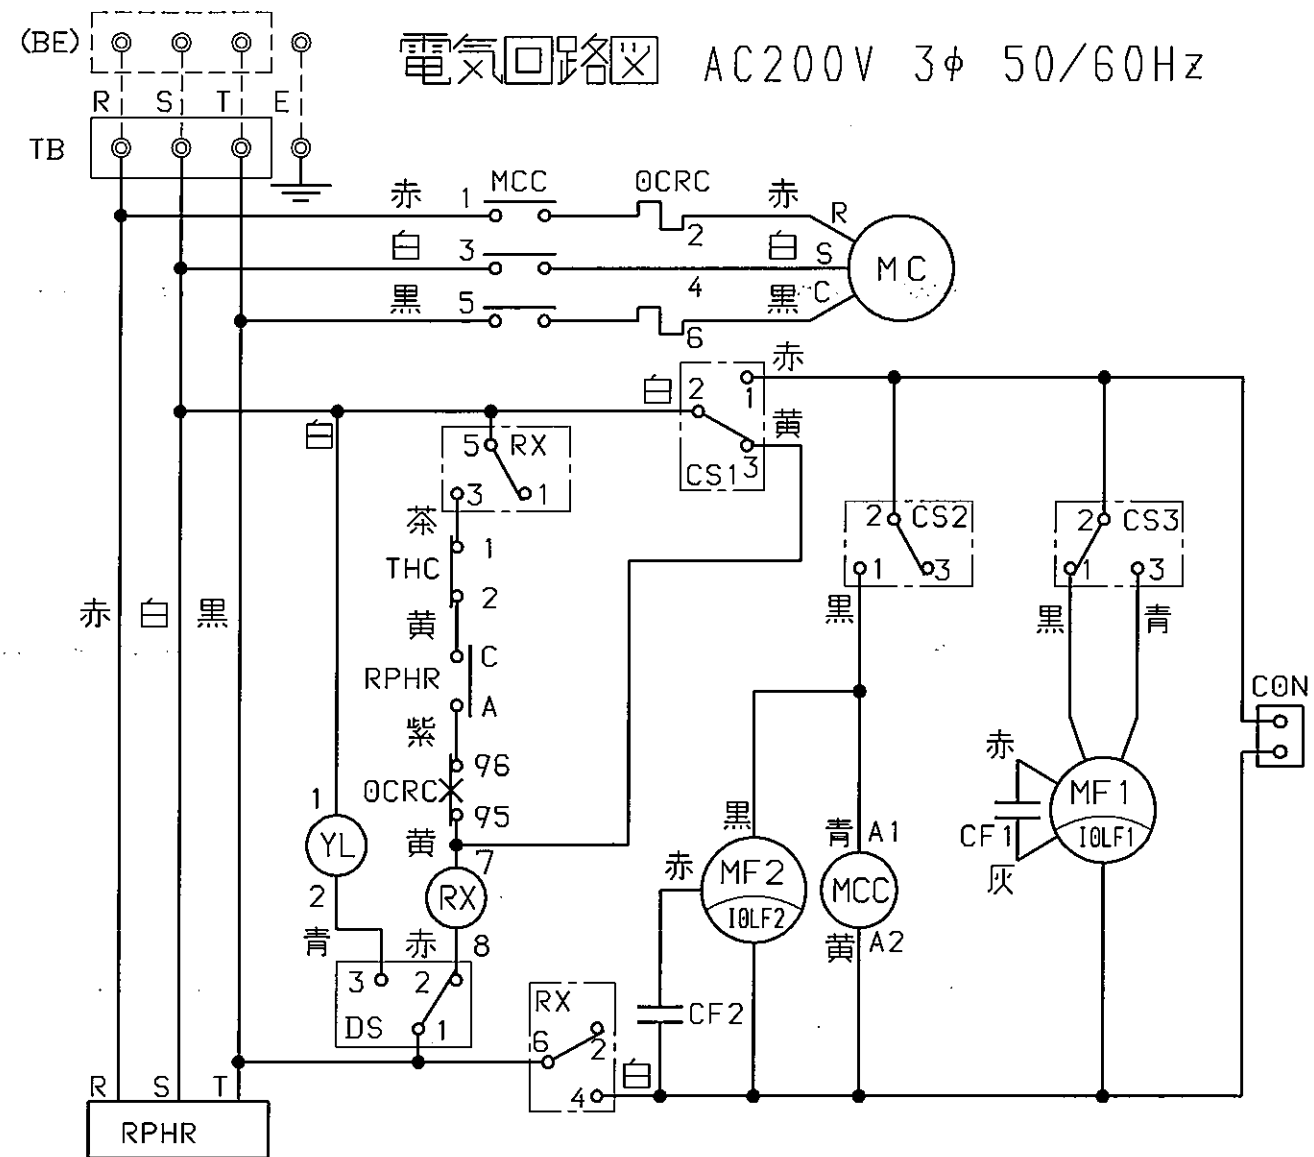 電気回路図 AC200V 3φ 50/60Hz
(BE)
R S T E
TB
赤 1 MCC OCRC 2 赤 R
白 3 4 白 S MC
黒 5 6 黒 C
白 2 1 赤
CS1 3 黄
白
5 RX
3 1
茶
THC 1
2
黄
RPHR C
A
紫
96
OCRC
95
黄
7
RX
赤 8
1
YL
2
青
3 2
DS 1
赤 白 黒
2 CS2
1 3
黒
2 CS3
1 3
黒 青
CON
赤
MF1
IOLF1
CF1
灰
黒
赤
MF2
IOLF2
青 A1
MCC
黄 A2
RX
6 2
4
白
CF2
R S T
RPHR